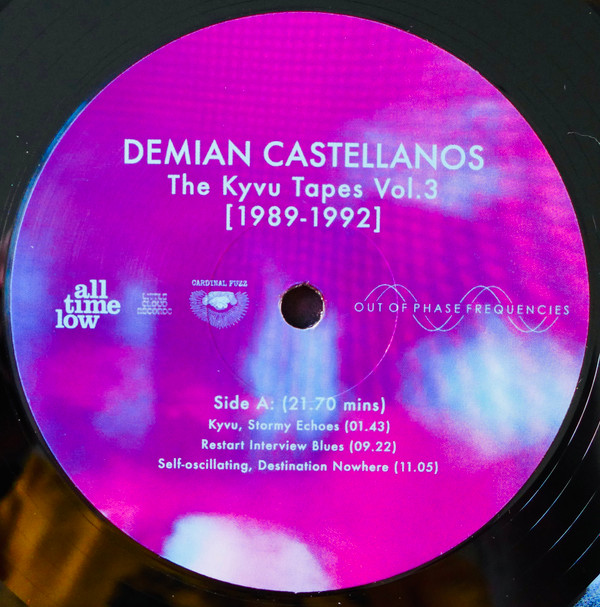 DEMIAN CASTELLANOS
The Kyvu Tapes Vol.3
[1989-1992]
all
time
low
CARDINAL FUZZ
OUT OF PHASE FREQUENCIES
Side A: (21.70 mins)
Kyvu, Stormy Echoes (01.43)
Restart Interview Blues (09.22)
Self-oscillating, Destination Nowhere (11.05)